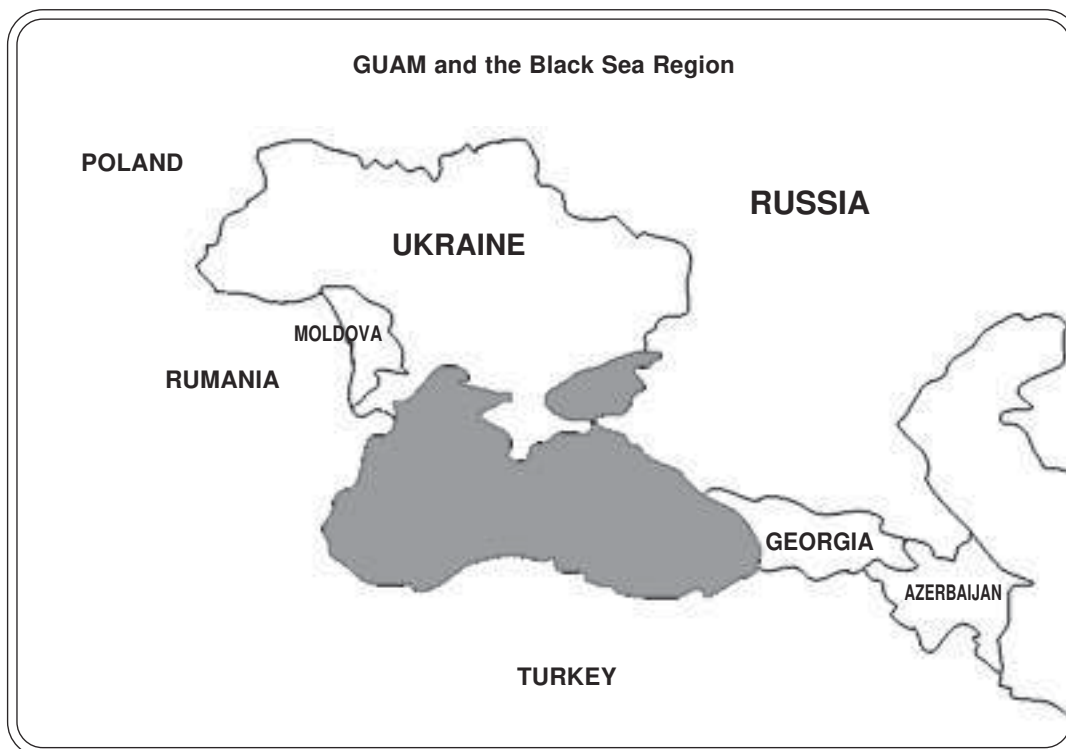 GUAM and the Black Sea Region
POLAND
RUSSIA
UKRAINE
MOLDOVA
RUMANIA
GEORGIA
AZERBAIJAN
TURKEY